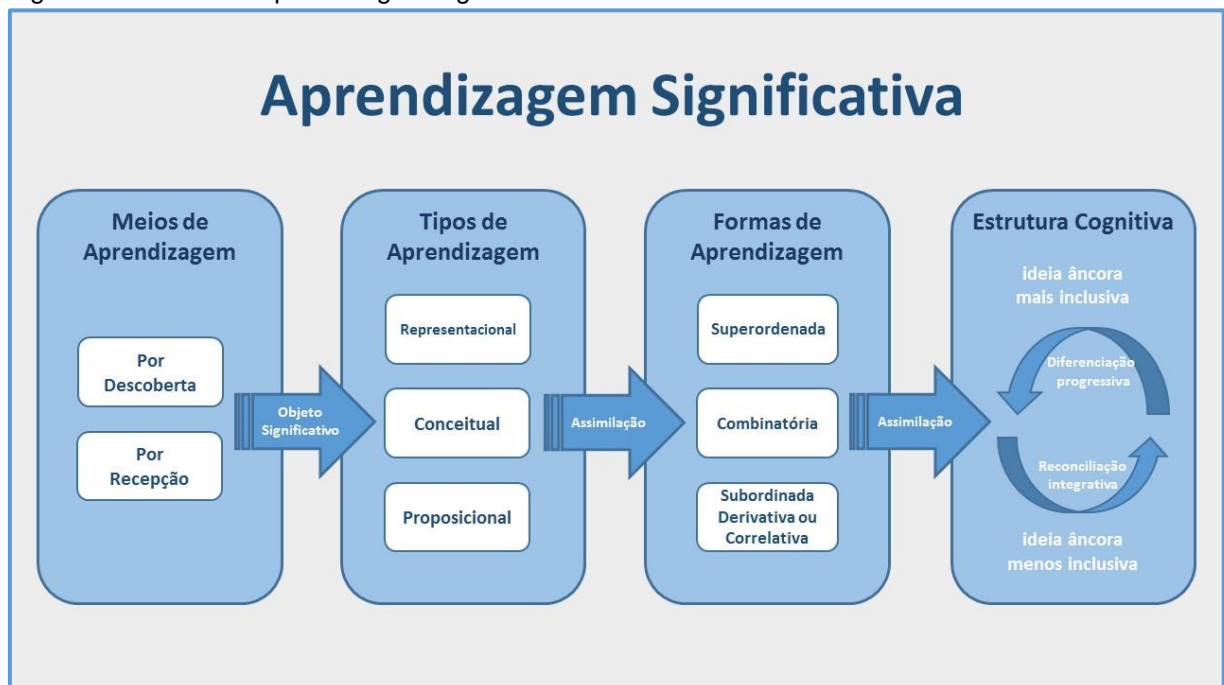 Aprendizagem Significativa
Meios de
Aprendizagem
Por
Descoberta
Por
Recepção
Objeto
Significativo
Tipos de
Aprendizagem
Representacional
Conceitual
Proposicional
Assimilação
Formas de
Aprendizagem
Superordenada
Combinatória
Subordinada
Derivativa ou
Correlativa
Assimilação
Estrutura Cognitiva
ideia âncora
mais inclusiva
Diferenciação
progressiva
Reconciliação
integrativa
ideia âncora
menos inclusiva